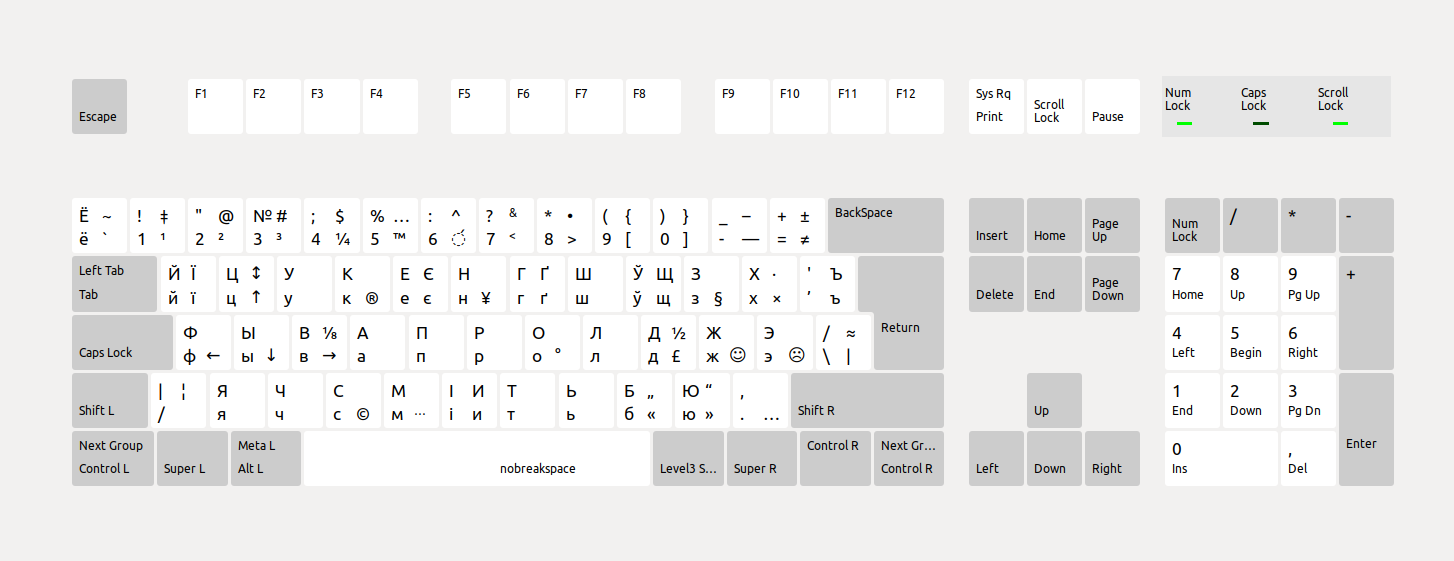 F1 F2 F3 F4 F5 F6 F7 F8 F9 F10 F11 F12 Sys Rq Num Lock Caps Lock Scroll Lock
Escape Print Scroll Lock Pause
Ё ~ ! ‡ " @ № # ; $ % … : ^ ? & * • ( { ) } _ – + ± BackSpace Page Up / * -
ё ` 1 ¹ 2 ² 3 ³ 4 ¼ 5 ™ 6 ◌́ 7 < 8 > 9 [ 0 ] - — = ≠ Insert Home Num Lock
Left Tab Й Ї Ц ↕ У К Е Є Н Г Ґ Ш Ў Щ З Х · ' Ъ Page Down 7 8 9 +
Tab й ї ц ↑ у к ® е є н ¥ г ґ ш ў щ з § х × ′ ъ Delete End Home Up Pg Up
Ф Ы В ⅛ А П Р О Л Д ½ Ж Э / ≈ Return 4 5 6
Caps Lock ф ← ы ↓ в → а п р о ° л д £ ж ☺ э ☹ \ | Left Begin Right
| ¦ Я Ч С М І И Т Ь Б „ Ю “ , 1 2 3
Shift L / я ч с © м … і и т ь б « ю » . … Shift R Up End Down Pg Dn
Next Group Meta L Control R Next Gr… 0 , Enter
Control L Super L Alt L nobreakspace Level3 S… Super R Control R Left Down Right Ins Del